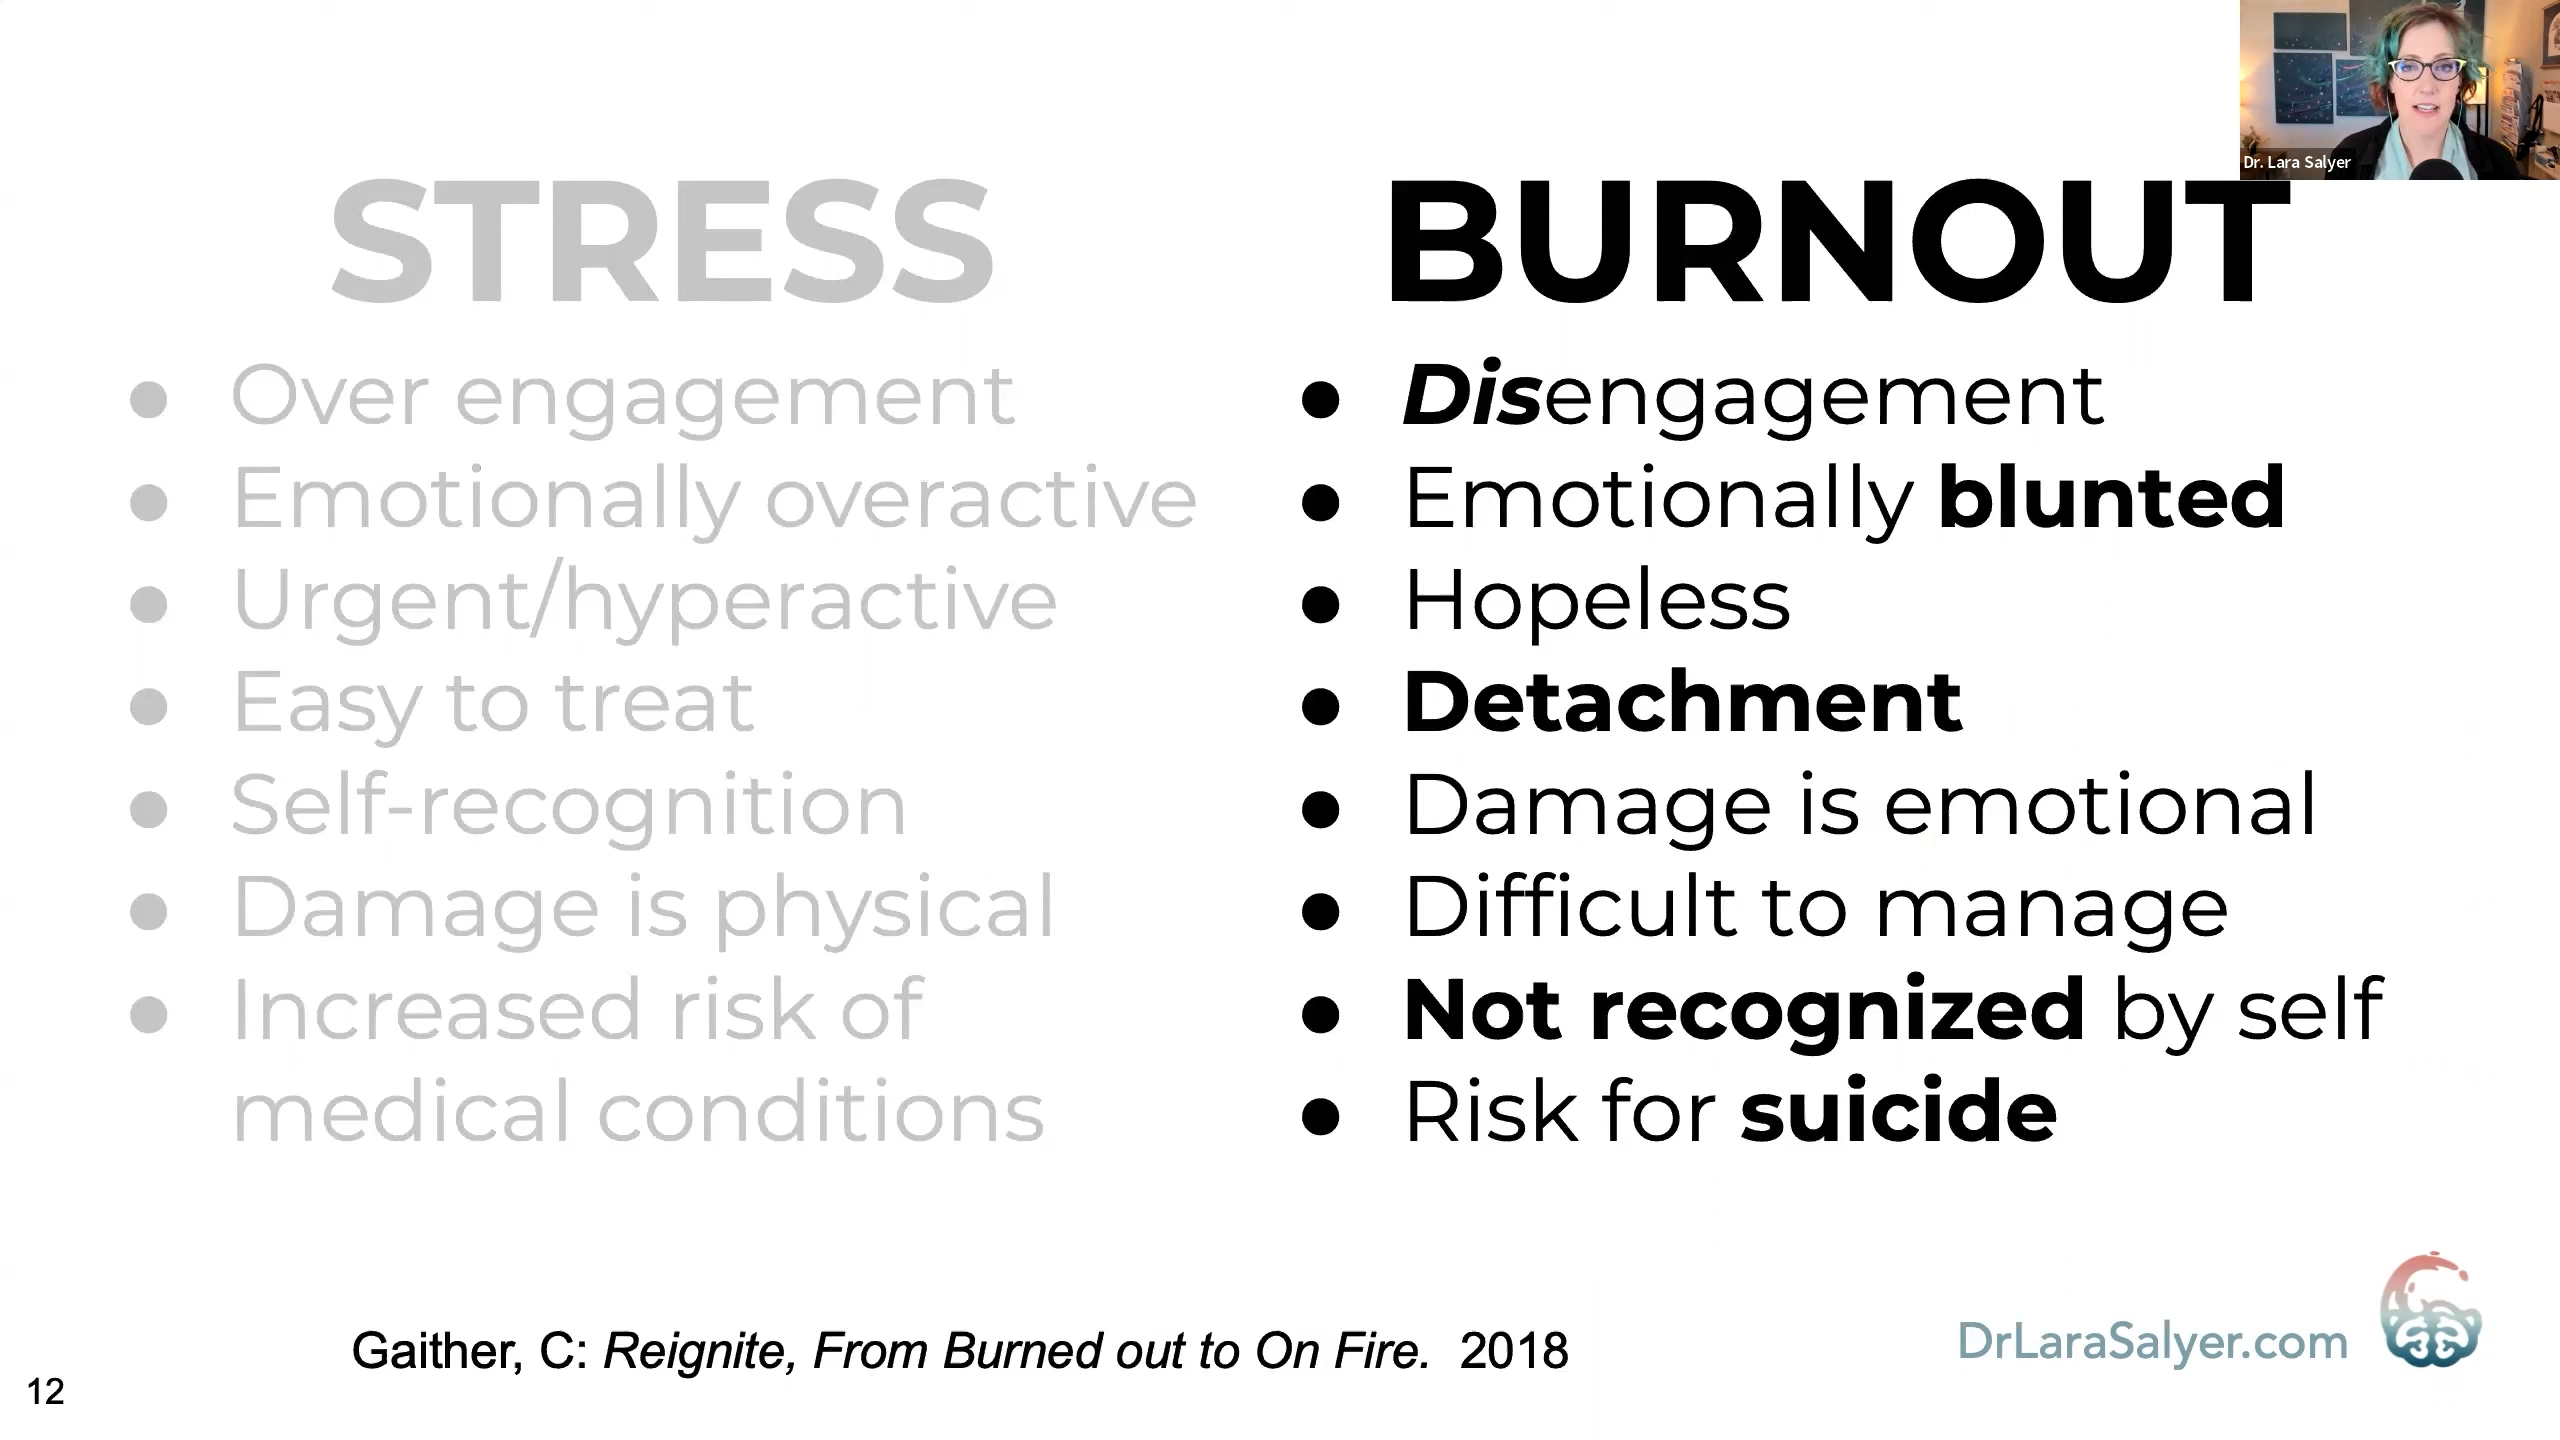 Dr. Lara Salyer
STRESS
● Over engagement
● Emotionally overactive
● Urgent/hyperactive
● Easy to treat
● Self-recognition
● Damage is physical
● Increased risk of
medical conditions
BURNOUT
● Disengagement
● Emotionally blunted
● Hopeless
● Detachment
● Damage is emotional
● Difficult to manage
● Not recognized by self
● Risk for suicide
Gaither, C: Reignite, From Burned out to On Fire. 2018
DrLaraSalyer.com
12